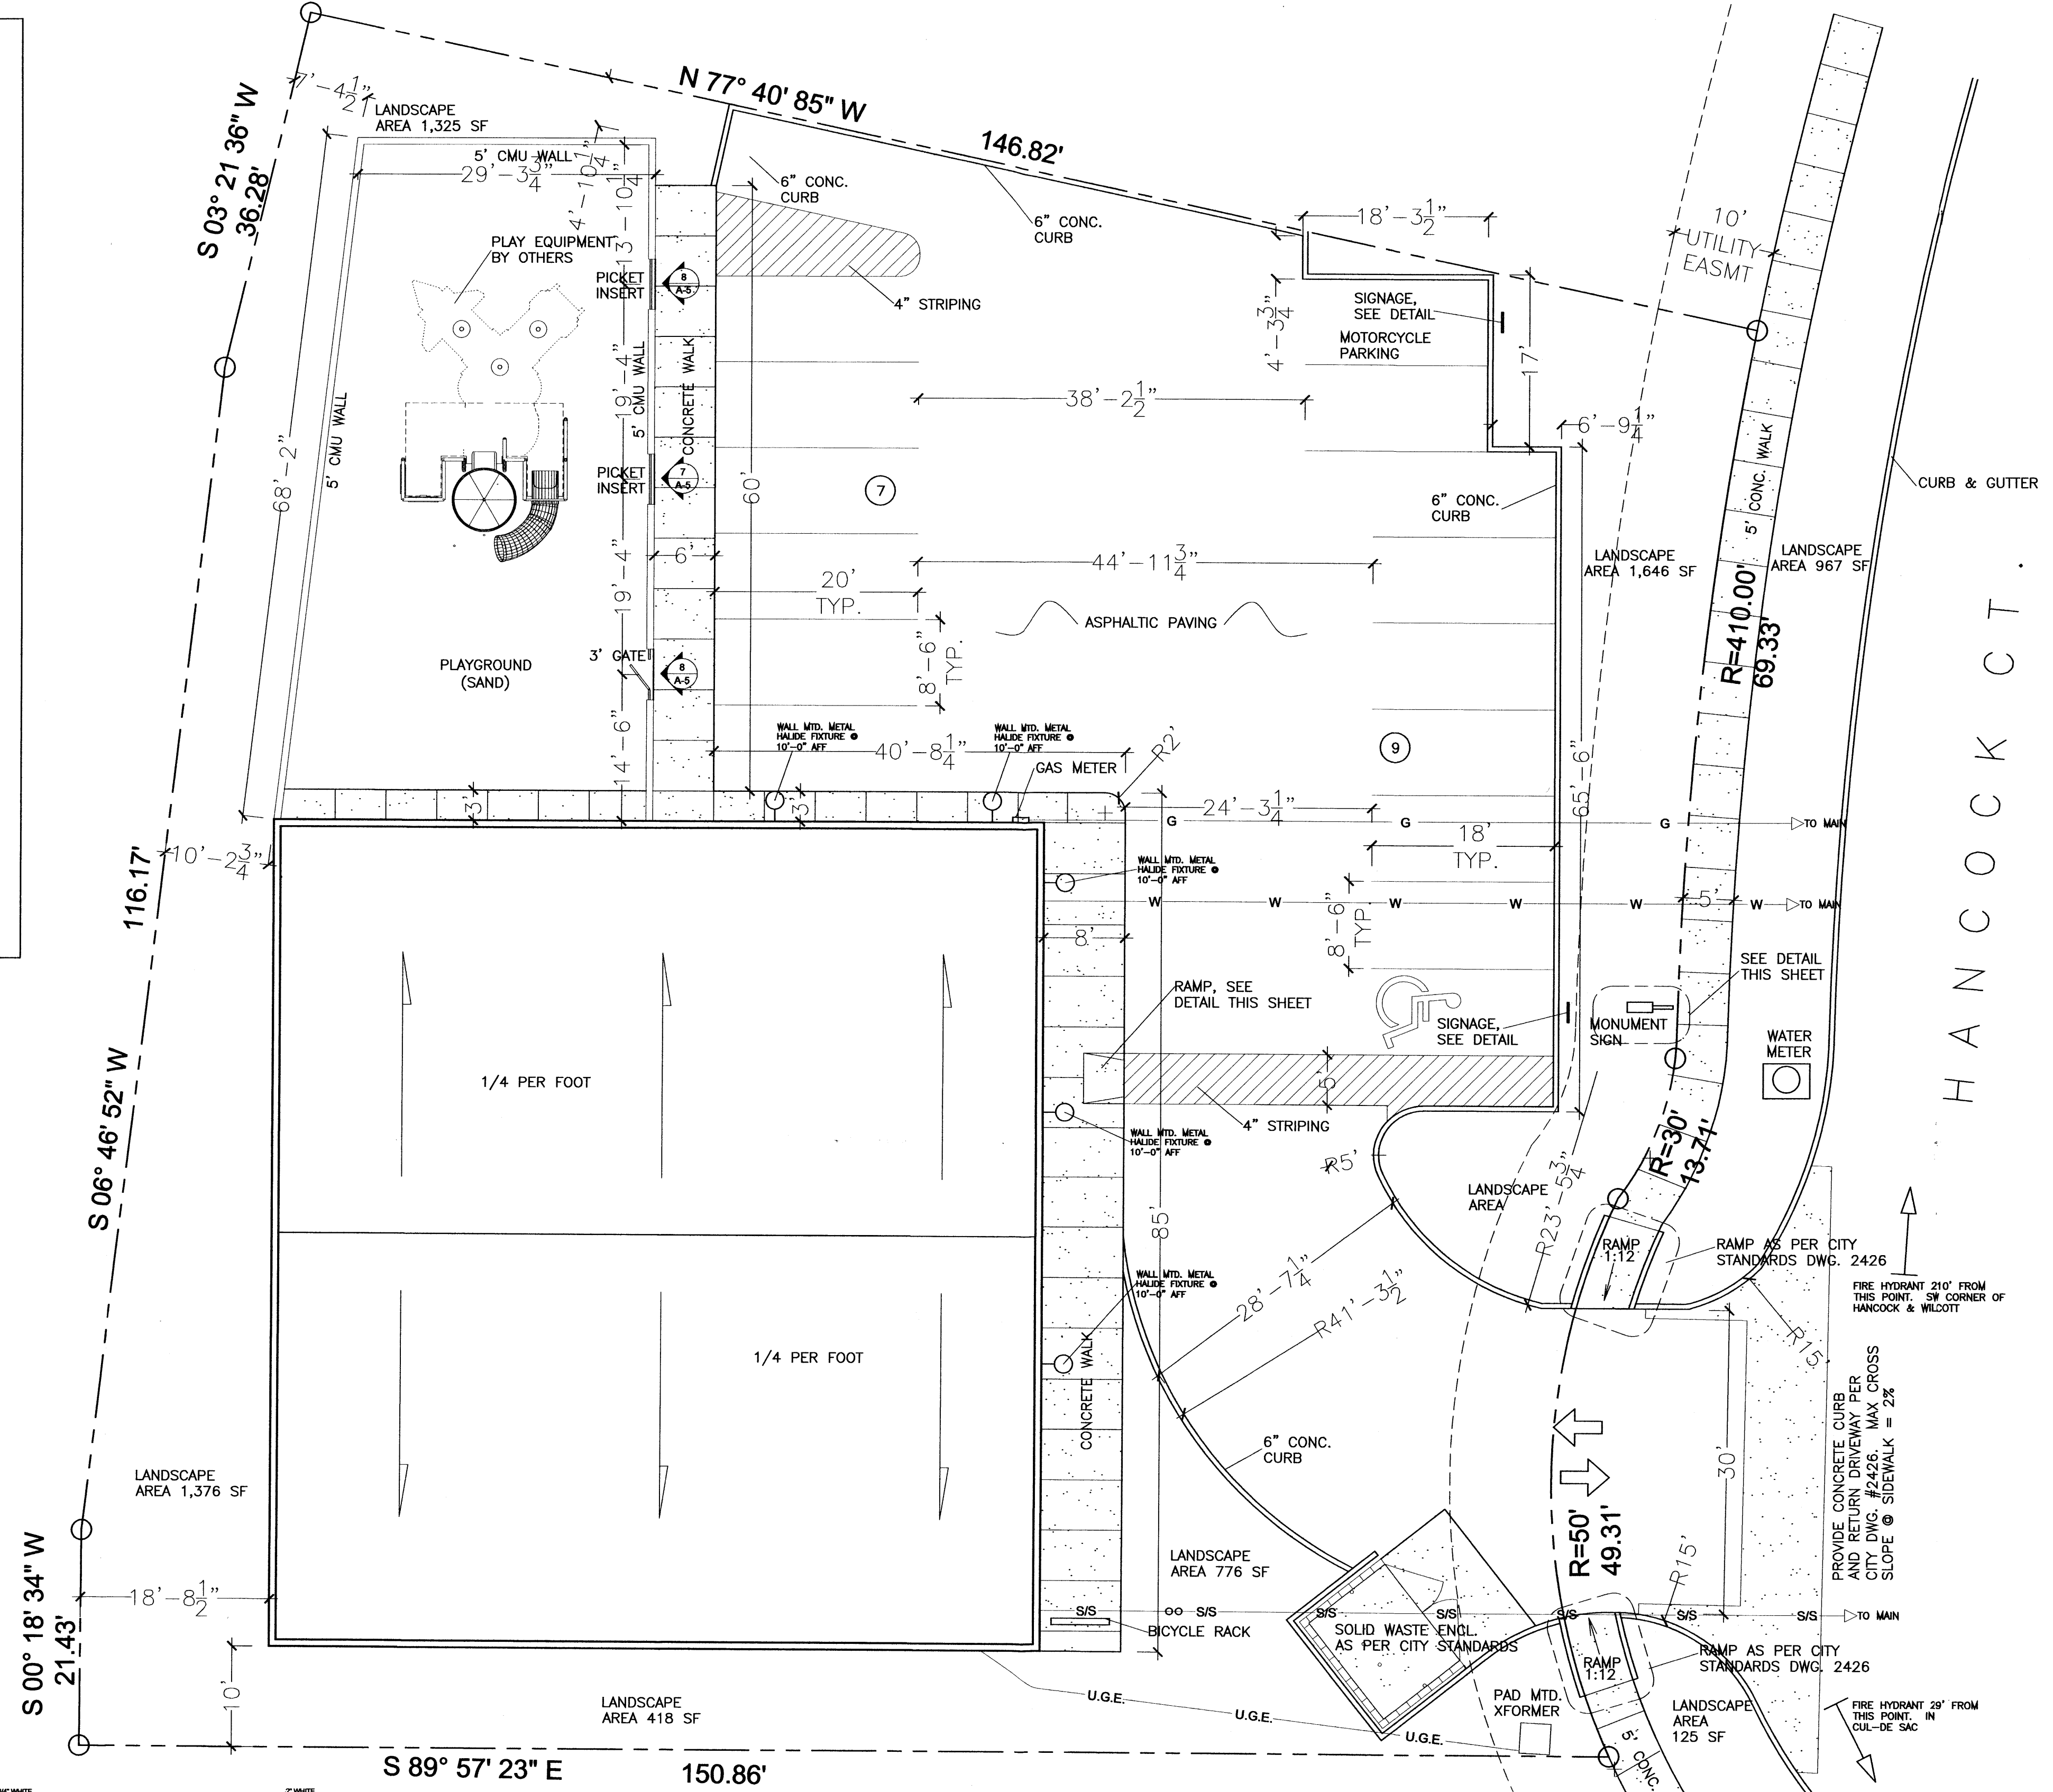 N 77° 40' 85" W
146.82'
S 03° 21 36" W
36.28'
7'-4 1/2"
LANDSCAPE
AREA 1,325 SF
5' CMU WALL
29'-3 3/4"
4'-10 1/4"
13'-10 1/4"
6" CONC.
CURB
6" CONC.
CURB
18'-3 1/2"
10'
UTILITY
EASMT
PLAY EQUIPMENT
BY OTHERS
PICKET
INSERT
8
A-5
4" STRIPING
SIGNAGE,
SEE DETAIL
MOTORCYCLE
PARKING
4'-3 3/4"
17'
68'-2"
5' CMU WALL
19'-4"
5' CMU WALL
CONCRETE WALK
38'-2 1/2"
6'-9 1/4"
5' CONC. WALK
CURB & GUTTER
PICKET
INSERT
7
A-5
60'
7
6" CONC.
CURB
19'-4"
6'
20'
TYP.
44'-11 3/4"
LANDSCAPE
AREA 1,646 SF
LANDSCAPE
AREA 967 SF
R=410.00'
69.33'
ASPHALTIC PAVING
8'-6"
TYP.
3' GATE
8
A-5
PLAYGROUND
(SAND)
14'-6"
WALL MTD. METAL
HALIDE FIXTURE @
10'-0" AFF
WALL MTD. METAL
HALIDE FIXTURE @
10'-0" AFF
40'-8 1/4"
R2'
GAS METER
9
65'-6"
HANCOCK CT.
3'
3'
24'-3 1/4"
G
G
G
TO MAIN
18'
TYP.
116.17'
10'-2 3/4"
WALL MTD. METAL
HALIDE FIXTURE @
10'-0" AFF
W
W
W
W
W
5'
W
TO MAIN
8'
8'-6"
TYP.
SEE DETAIL
THIS SHEET
RAMP, SEE
DETAIL THIS SHEET
SIGNAGE,
SEE DETAIL
MONUMENT
SIGN
WATER
METER
S 06° 46' 52" W
1/4 PER FOOT
5'
4" STRIPING
WALL MTD. METAL
HALIDE FIXTURE @
10'-0" AFF
R=30'
13.71'
R5'
R23'-5 3/4"
LANDSCAPE
AREA
85'
RAMP
1:12
RAMP AS PER CITY
STANDARDS DWG. 2426
WALL MTD. METAL
HALIDE FIXTURE @
10'-0" AFF
28'-7 1/4"
R41'-3 1/2"
FIRE HYDRANT 210' FROM
THIS POINT. SW CORNER OF
HANCOCK & WILCOTT
R15'
1/4 PER FOOT
CONCRETE WALK
6" CONC.
CURB
30'
PROVIDE CONCRETE CURB
AND RETURN DRIVEWAY PER
CITY DWG. #2426. MAX CROSS
SLOPE @ SIDEWALK = 2%
LANDSCAPE
AREA 1,376 SF
R=50'
49.31'
LANDSCAPE
AREA 776 SF
R15'
S 00° 18' 34" W
21.43'
18'-8 1/2"
S/S
oo
S/S
S/S
S/S
S/S
S/S
S/S
TO MAIN
BICYCLE RACK
SOLID WASTE ENCL.
AS PER CITY STANDARDS
RAMP
1:12
RAMP AS PER CITY
STANDARDS DWG. 2426
10'
LANDSCAPE
AREA 418 SF
U.G.E.
U.G.E.
U.G.E.
PAD MTD.
XFORMER
LANDSCAPE
AREA
125 SF
FIRE HYDRANT 29' FROM
THIS POINT. IN
CUL-DE SAC
5' CONC.
S 89° 57' 23" E
150.86'
2" WHITE